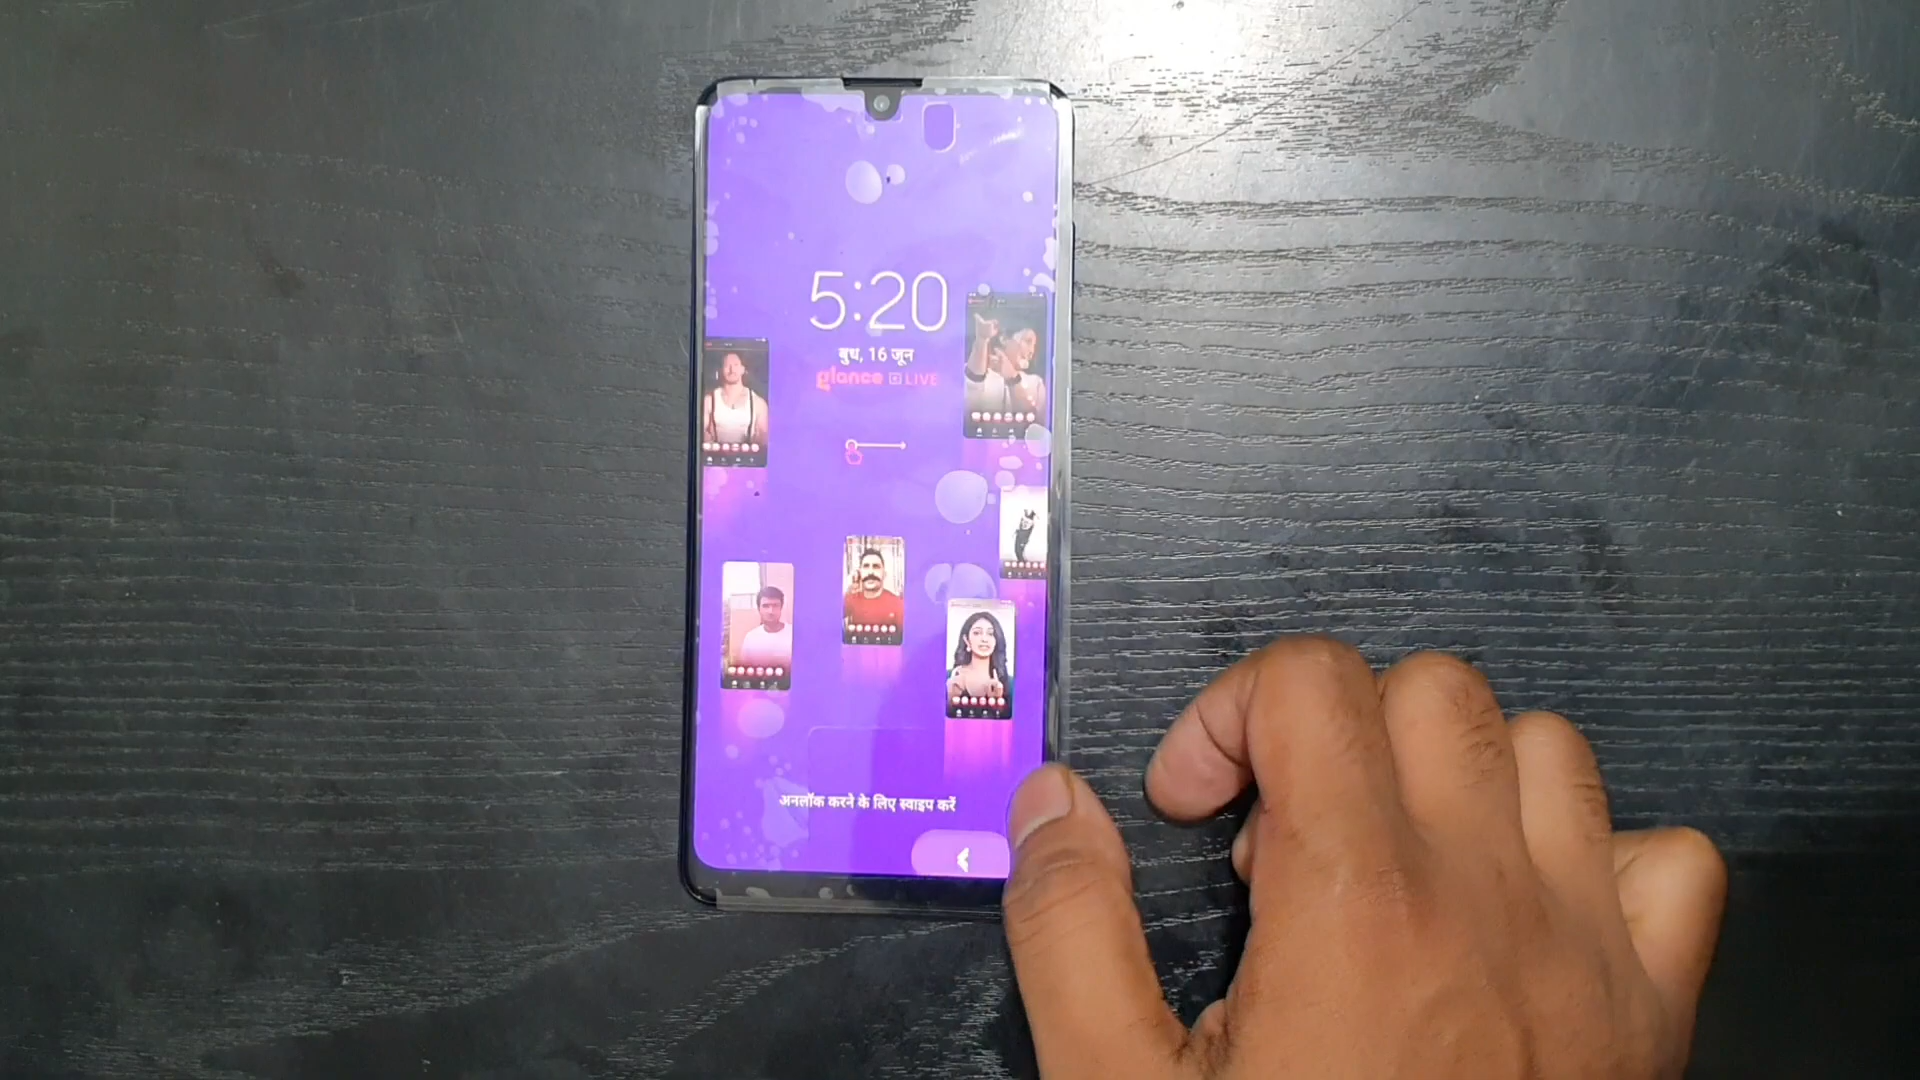 5:20
बुध, 16 जून
glance LIVE
अनलॉक करने के लिए स्वाइप करें